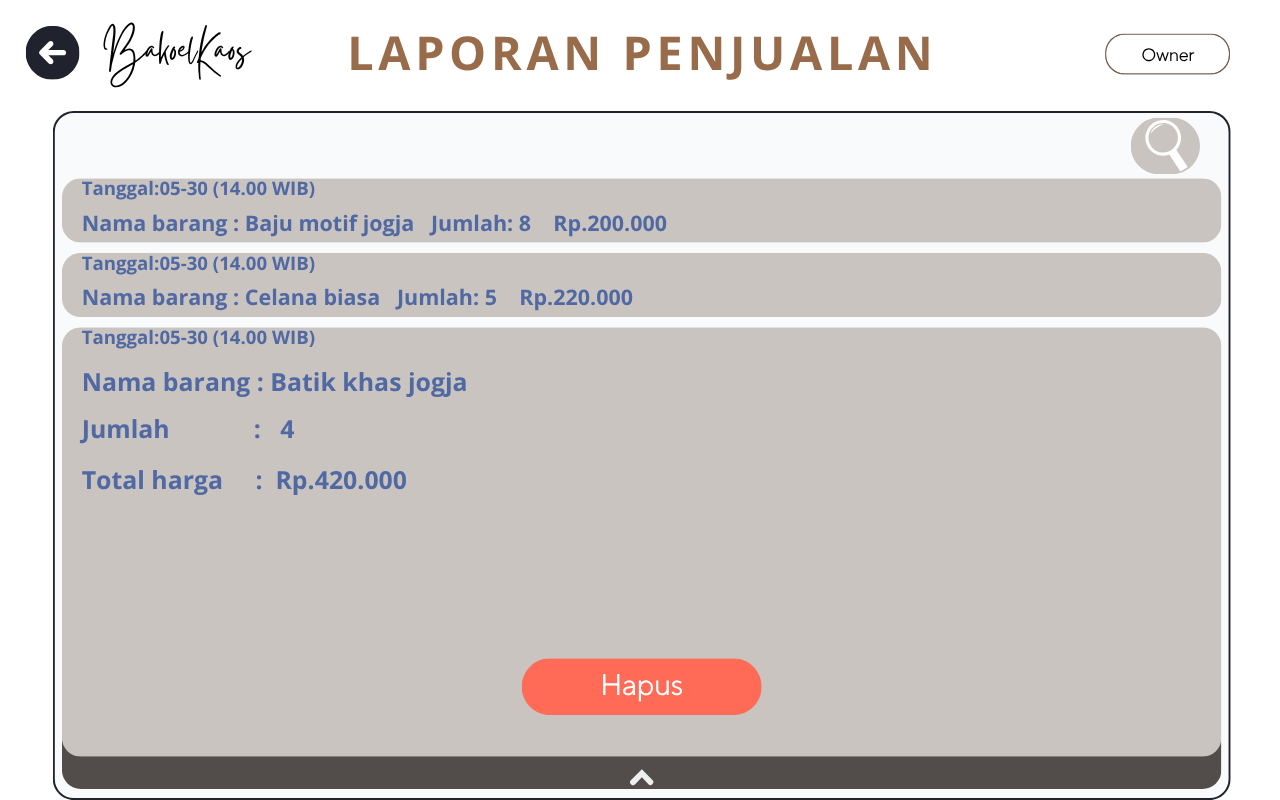 BakoelKaos
LAPORAN PENJUALAN
Owner
Tanggal:05-30 (14.00 WIB)
Nama barang : Baju motif jogja Jumlah: 8 Rp.200.000
Tanggal:05-30 (14.00 WIB)
Nama barang : Celana biasa Jumlah: 5 Rp.220.000
Tanggal:05-30 (14.00 WIB)
Nama barang : Batik khas jogja
Jumlah : 4
Total harga : Rp.420.000
Hapus